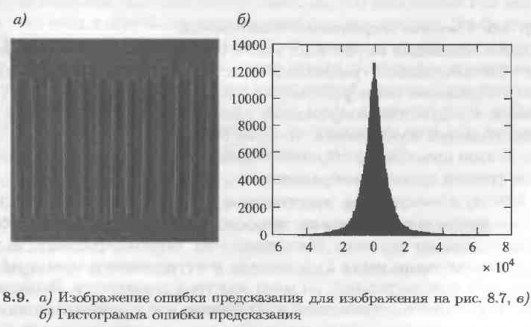 а)
б)
14000
12000
10000
8000
6000
4000
2000
0
6 4 2 0 2 4 6 8
× 10⁴
8.9. а) Изображение ошибки предсказания для изображения на рис. 8.7, в)
б) Гистограмма ошибки предсказания